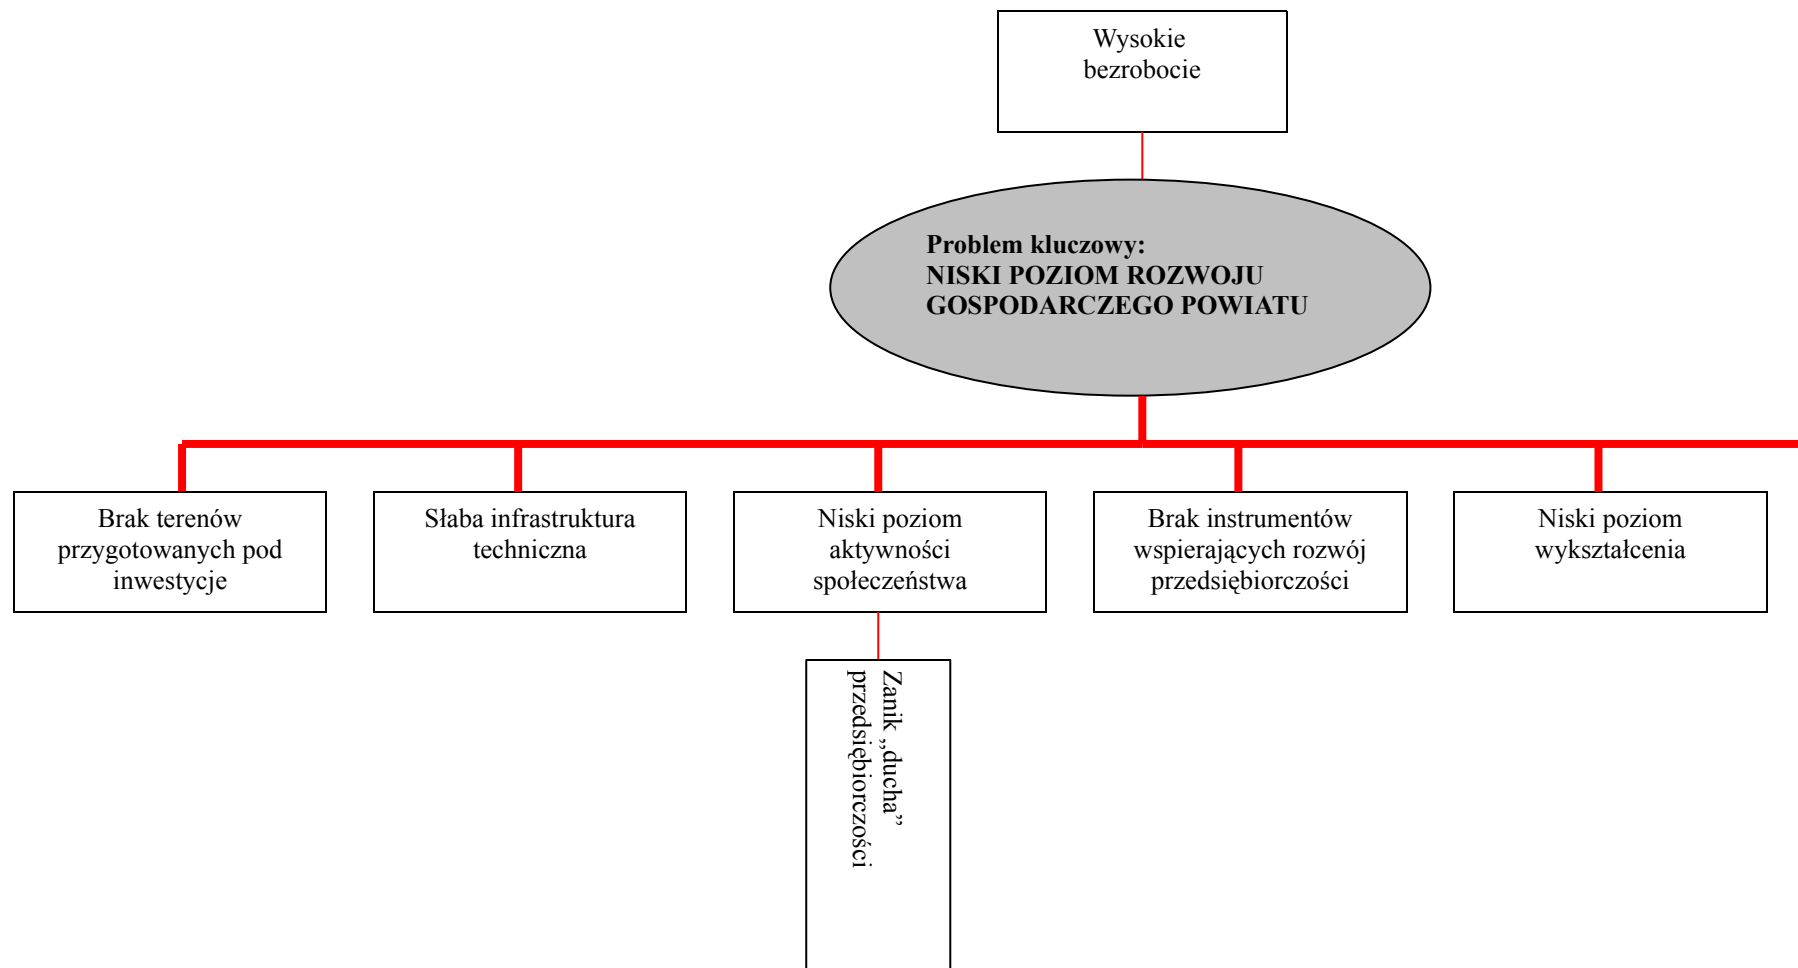 Wysokie
bezrobocie
Problem kluczowy:
NISKI POZIOM ROZWOJU
GOSPODARCZEGO POWIATU
Brak terenów
przygotowanych pod
inwestycje
Słaba infrastruktura
techniczna
Niski poziom
aktywności
społeczeństwa
Brak instrumentów
wspierających rozwój
przedsiębiorczości
Niski poziom
wykształcenia
Zanik „ducha”
przedsiębiorczości